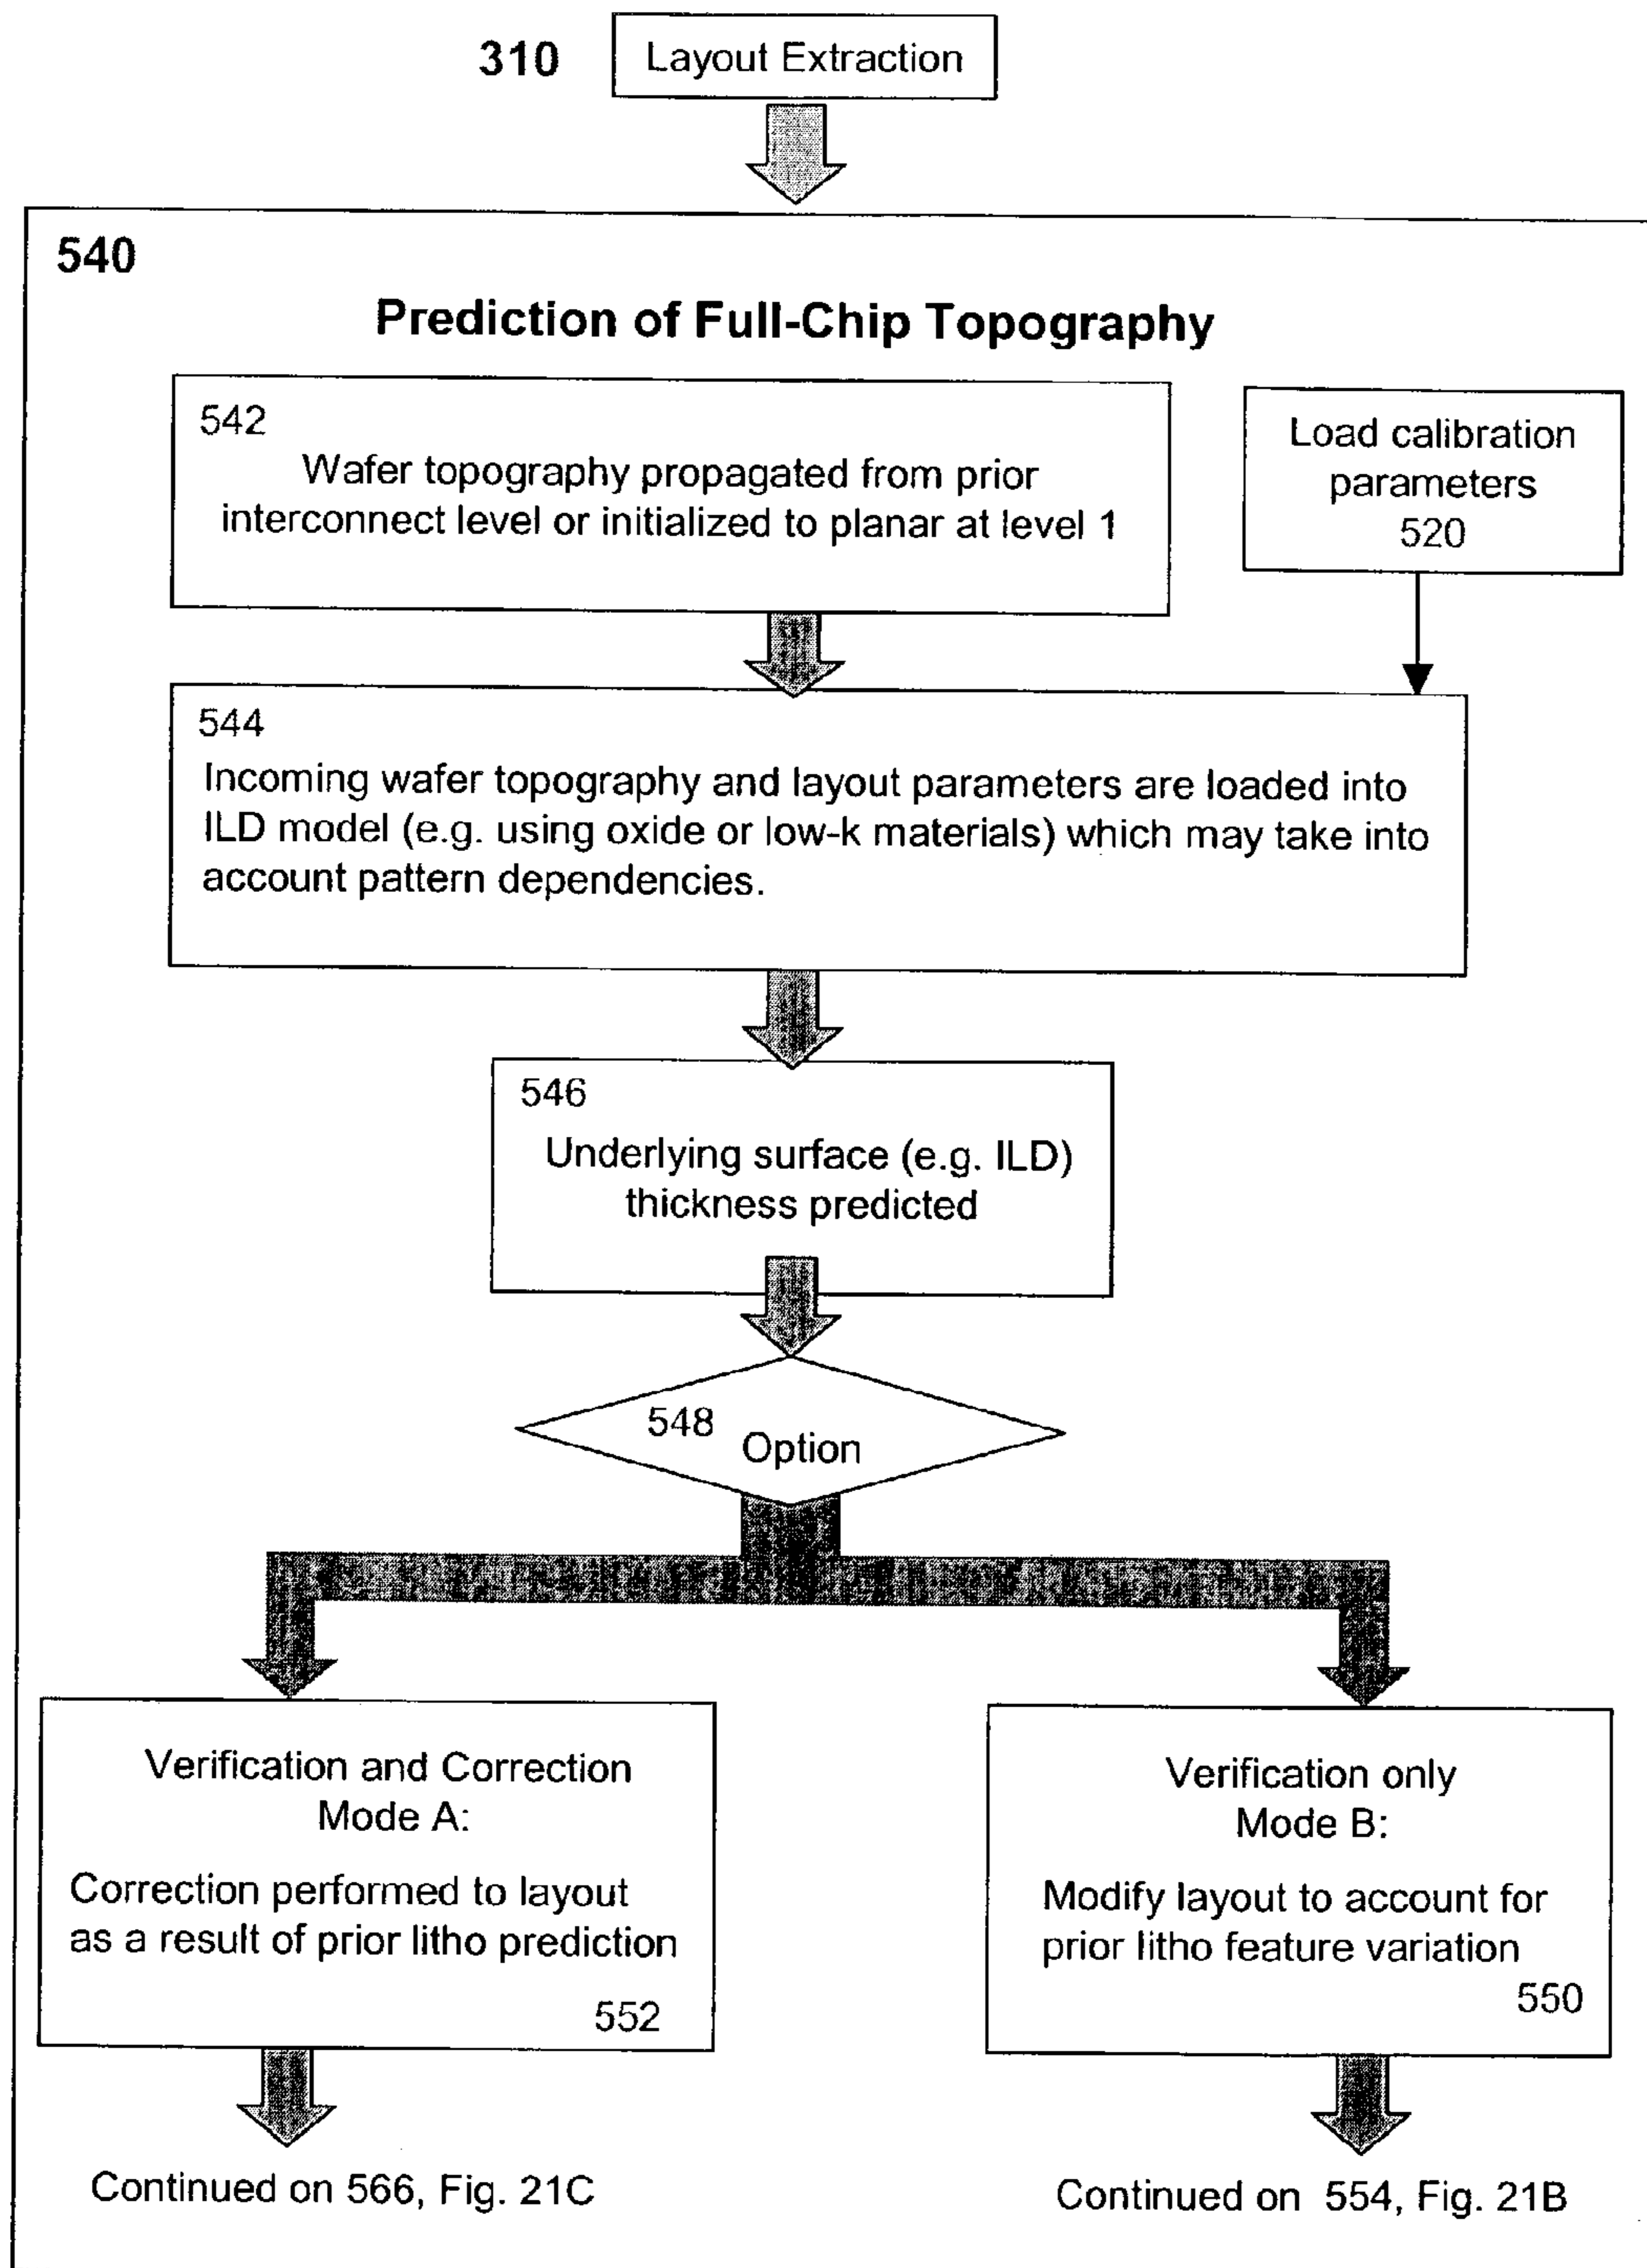 310
Layout Extraction
540
Prediction of Full-Chip Topography
542
Wafer topography propagated from prior
interconnect level or initialized to planar at level 1
Load calibration
parameters
520
544
Incoming wafer topography and layout parameters are loaded into
ILD model (e.g. using oxide or low-k materials) which may take into
account pattern dependencies.
546
Underlying surface (e.g. ILD)
thickness predicted
548
Option
Verification and Correction
Mode A:
Correction performed to layout
as a result of prior litho prediction
552
Verification only
Mode B:
Modify layout to account for
prior litho feature variation
550
Continued on 566, Fig. 21C
Continued on 554, Fig. 21B